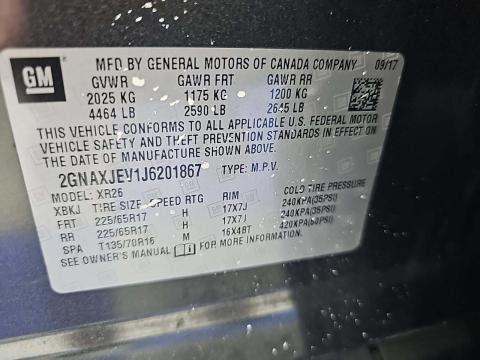 GM
MFD BY GENERAL MOTORS OF CANADA COMPANY 09/17
GVWR GAWR FRT GAWR RR
2025 KG 1175 KG 1200 KG
4464 LB 2590 LB 2645 LB
THIS VEHICLE CONFORMS TO ALL APPLICABLE U.S. FEDERAL MOTOR
VEHICLE SAFETY AND THEFT PREVENTION STANDARDS IN EFFECT ON
THE DATE OF MANUFACTURE SHOWN ABOVE.
2GNAXJEV1J6201867 TYPE: M.P.V.
MODEL: XR26
XBKJ TIRE SIZE SPEED RTG RIM COLD TIRE PRESSURE
FRT 225/65R17 H 17X7J 240KPA(35PSI)
RR 225/65R17 H 17X7J 240KPA(35PSI)
SPA T135/70R16 M 16X4BT 420KPA(60PSI)
SEE OWNER'S MANUAL FOR MORE INFORMATION.